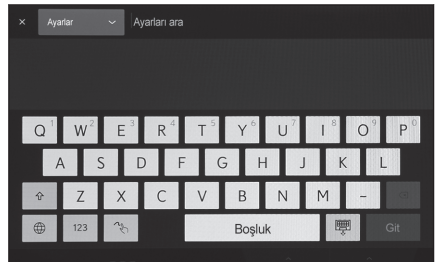 × Ayarlar Ayarları ara
Q 1 W 2 E 3 R 4 T 5 Y 6 U 7 I 8 O 9 P 0
A S D F G H J K L
Z X C V B N M ~
123 Boşluk Git